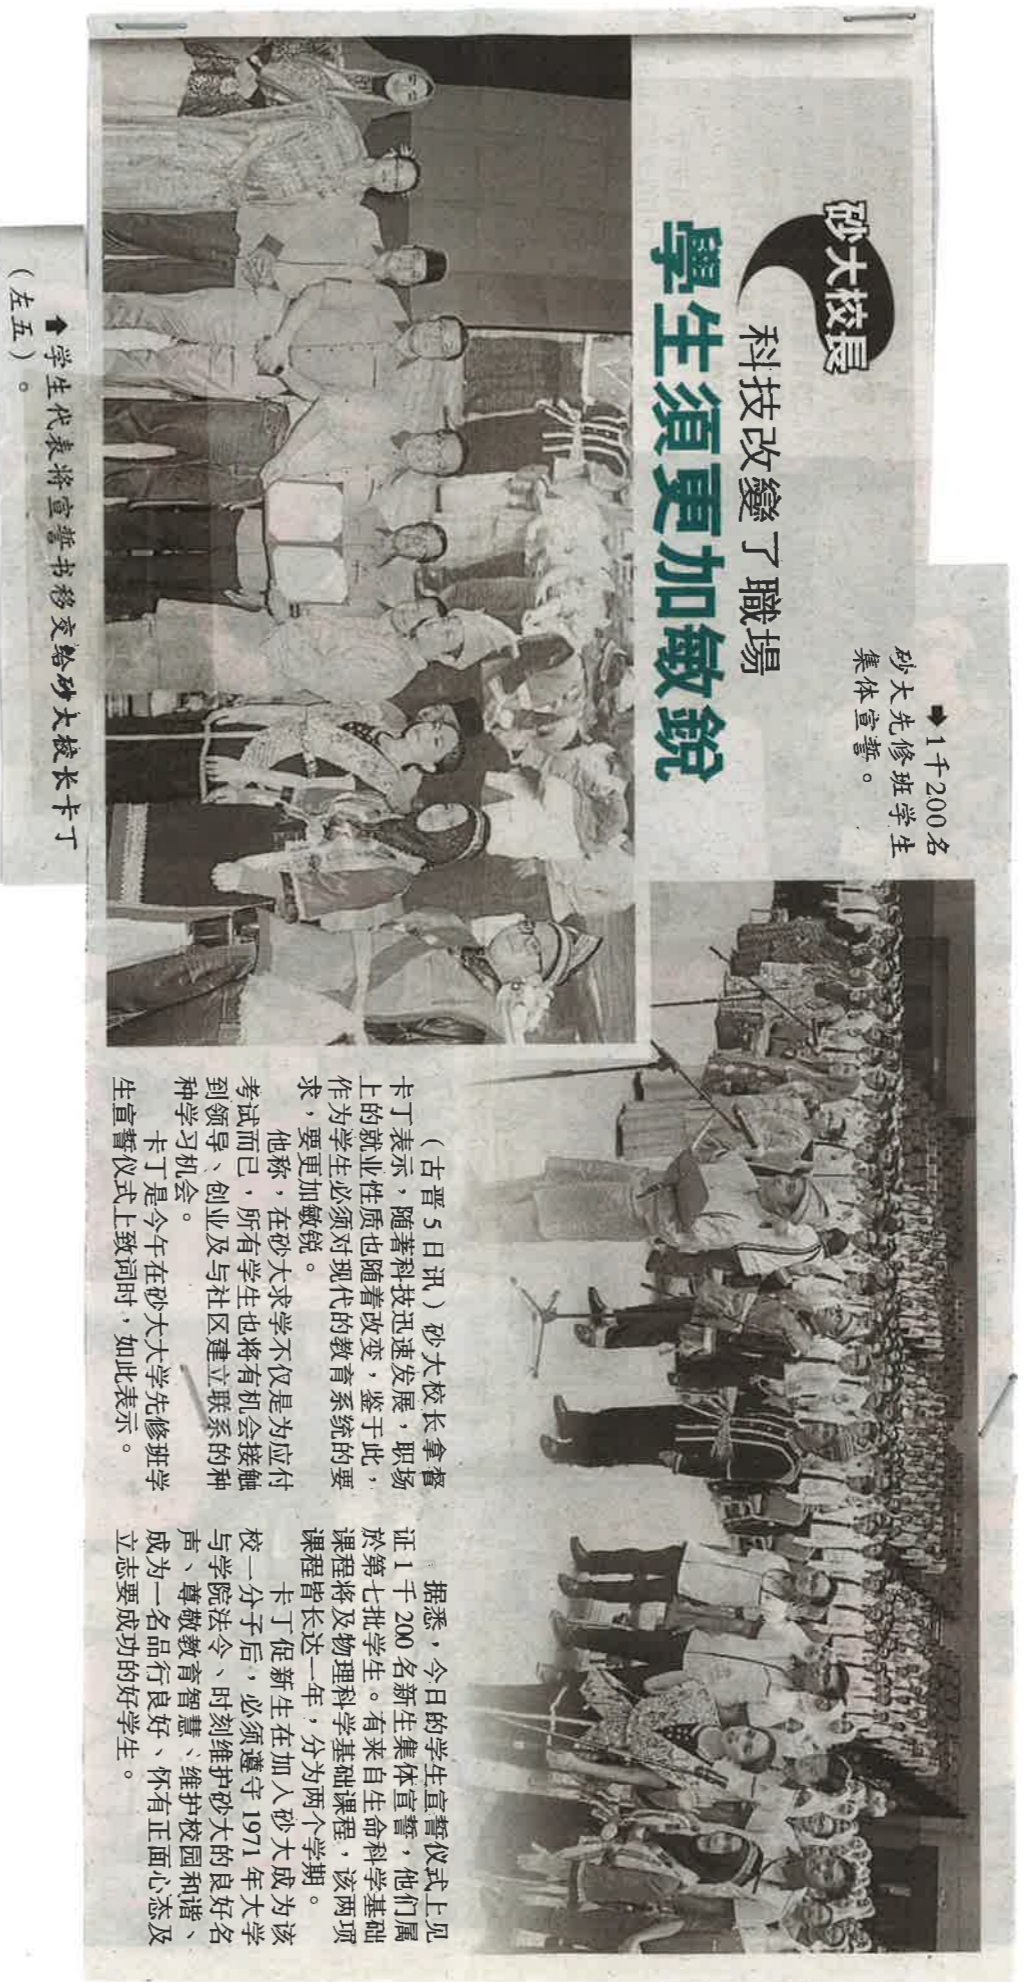 砂大校長
科技改變了職場
學生須更加敏銳
➡1千200名
砂大先修班学生
集体宣誓。
⬆学生代表将宣誓书移交给砂大校长卡丁
(左五)。
(古晋5日讯)砂大校长拿督
卡丁表示,随著科技迅速发展,职场
上的就业性质也随着改变,鉴于此,
作为学生必须对现代的教育系统的要
求,要更加敏锐。
他称,在砂大求学不仅是为应付
考试而已,所有学生也将有机会接触
到领导、创业及与社区建立联系的种
种学习机会。
卡丁是今午在砂大大学先修班学
生宣誓仪式上致词时,如此表示。
据悉,今日的学生宣誓仪式上见
证1千200名新生集体宣誓,他们属
於第七批学生。有来自生命科学基础
课程将及物理科学基础课程,该两项
课程皆长达一年,分为两个学期。
卡丁促新生在加入砂大成为该
校一分子后,必须遵守1971年大学
与学院法令、时刻维护砂大的良好名
声、尊敬教育智慧、维护校园和谐、
成为一名品行良好、怀有正面心态及
立志要成功的好学生。